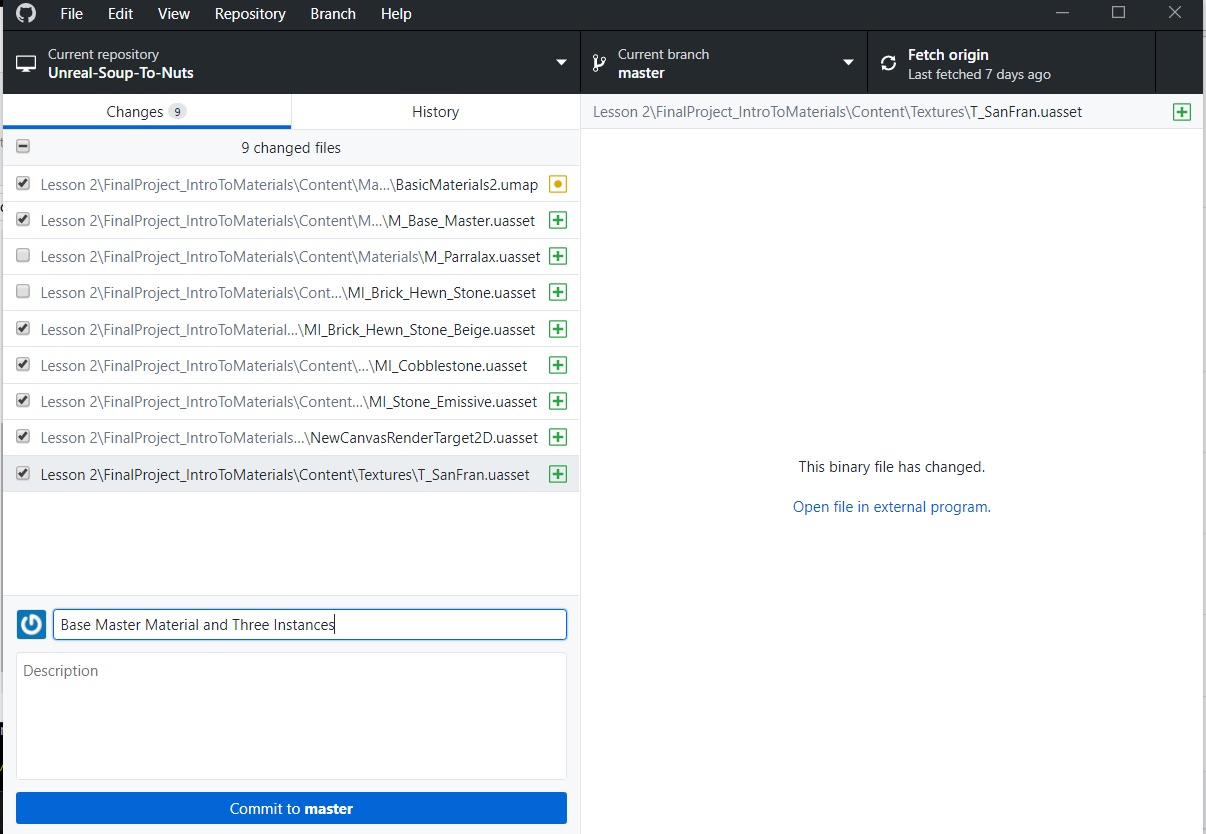 File Edit View Repository Branch Help
Current repository
Unreal-Soup-To-Nuts
Current branch
master
Fetch origin
Last fetched 7 days ago
Changes 9
History
Lesson 2\FinalProject_IntroToMaterials\Content\Textures\T_SanFran.uasset
9 changed files
Lesson 2\FinalProject_IntroToMaterials\Content\Ma...\BasicMaterials2.umap
Lesson 2\FinalProject_IntroToMaterials\Content\M...\M_Base_Master.uasset
Lesson 2\FinalProject_IntroToMaterials\Content\Materials\M_Parralax.uasset
Lesson 2\FinalProject_IntroToMaterials\Cont...\MI_Brick_Hewn_Stone.uasset
Lesson 2\FinalProject_IntroToMaterial...\MI_Brick_Hewn_Stone_Beige.uasset
Lesson 2\FinalProject_IntroToMaterials\Content\...\MI_Cobblestone.uasset
Lesson 2\FinalProject_IntroToMaterials\Content...\MI_Stone_Emissive.uasset
Lesson 2\FinalProject_IntroToMaterials...\NewCanvasRenderTarget2D.uasset
Lesson 2\FinalProject_IntroToMaterials\Content\Textures\T_SanFran.uasset
This binary file has changed.
Open file in external program.
Base Master Material and Three Instances
Description
Commit to master